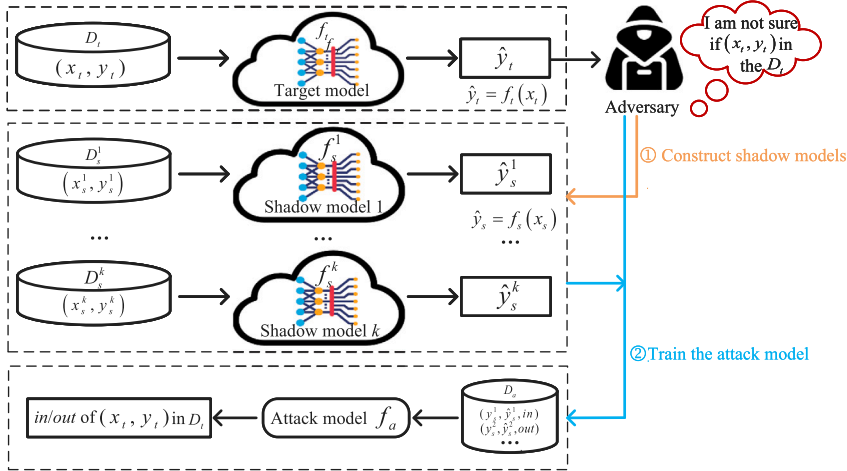 D_t
(x_t, y_t)
f_t
f
Target model
ŷ_t
ŷ_t = f_t(x_t)
Adversary
I am not sure
if (x_t, y_t) in
the D_t
D_s^1
(x_s^1, y_s^1)
f_s^1
Shadow model 1
ŷ_s^1
ŷ_s = f_s(x_s)
① Construct shadow models
...
...
...
D_s^k
(x_s^k, y_s^k)
f_s^k
Shadow model k
ŷ_s^k
②Train the attack model
in/out of (x_t, y_t) in D_t
Attack model f_a
D_a
(y_s^1, ŷ_s^1, in)
(y_s^2, ŷ_s^2, out)
...